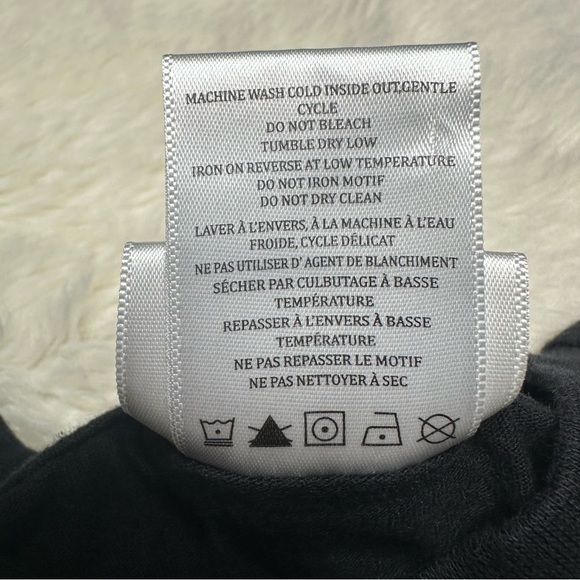 MACHINE WASH COLD INSIDE OUT,GENTLE
CYCLE
DO NOT BLEACH
TUMBLE DRY LOW
IRON ON REVERSE AT LOW TEMPERATURE
DO NOT IRON MOTIF
DO NOT DRY CLEAN
LAVER À L'ENVERS, À LA MACHINE À L'EAU
FROIDE, CYCLE DÉLICAT
NE PAS UTILISER D' AGENT DE BLANCHIMENT
SÉCHER PAR CULBUTAGE À BASSE
TEMPÉRATURE
REPASSER À L'ENVERS À BASSE
TEMPÉRATURE
NE PAS REPASSER LE MOTIF
NE PAS NETTOYER À SEC